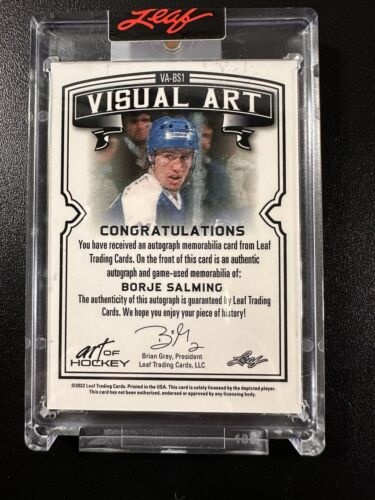 Leaf
VA-BS1
VISUAL ART
CONGRATULATIONS
You have received an autograph memorabilia card from Leaf
Trading Cards. On the front of this card is an authentic
autograph and game-used memorabilia of:
BORJE SALMING
The authenticity of this autograph is guaranteed by Leaf Trading
Cards. We hope you enjoy your piece of history!
Brian Gray, President
Leaf Trading Cards, LLC
art OF
HOCKEY
Leaf
©2022 Leaf Trading Cards. Printed in the USA. This card is solely licensed by the depicted player.
This card has not been authorized, endorsed or approved by any licensing body.